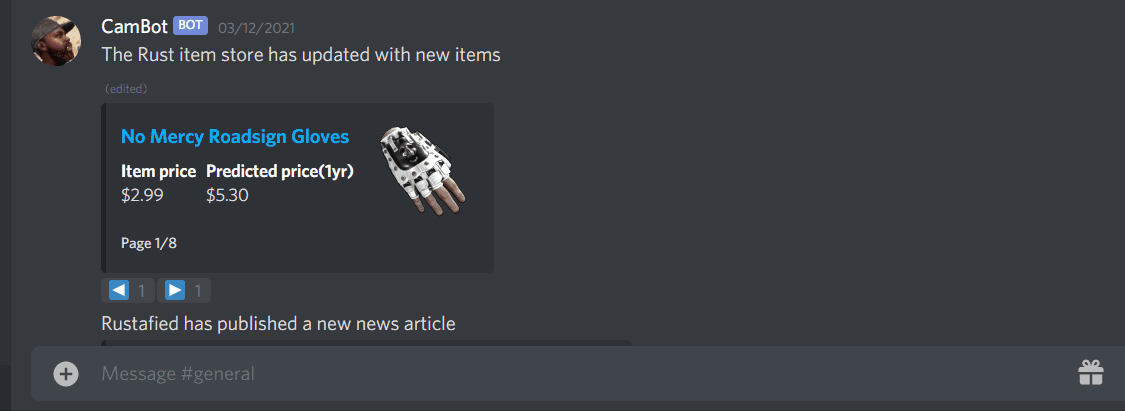 CamBot BOT 03/12/2021
The Rust item store has updated with new items
(edited)
No Mercy Roadsign Gloves
Item price Predicted price(1yr)
$2.99 $5.30
Page 1/8
1 1
Rustafied has published a new news article
Message #general